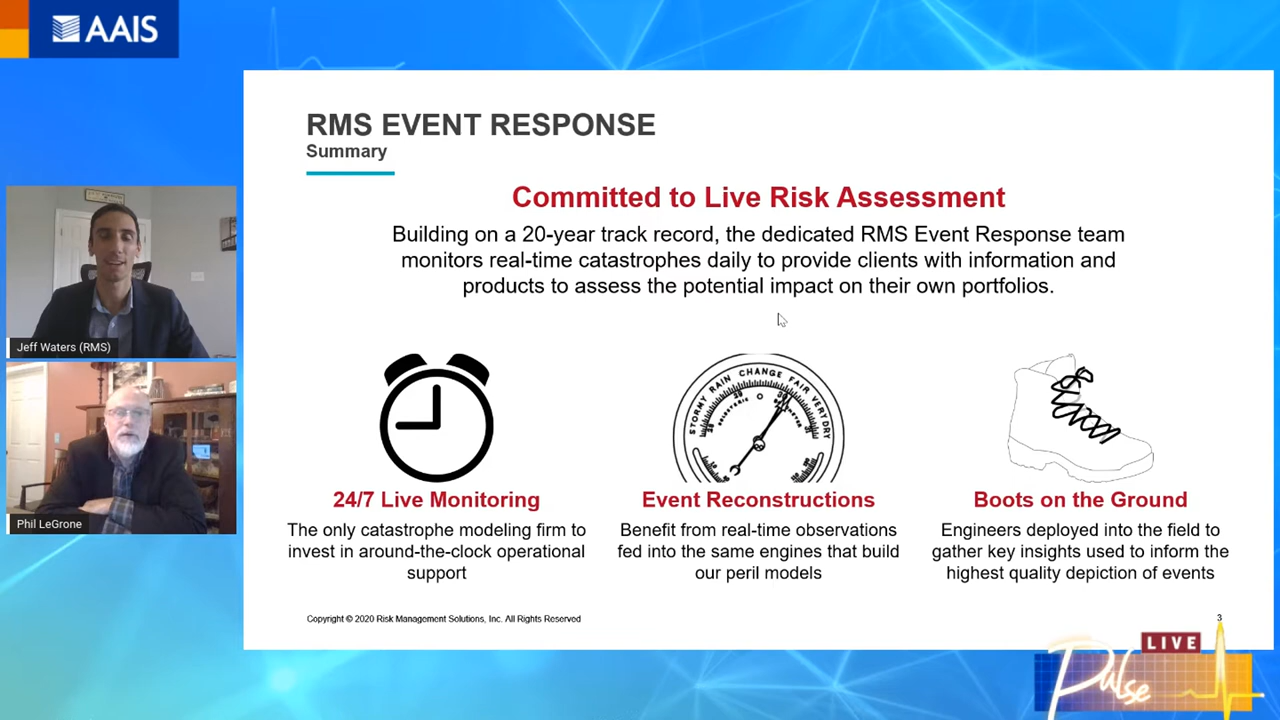 AAIS
RMS EVENT RESPONSE
Summary
Committed to Live Risk Assessment
Building on a 20-year track record, the dedicated RMS Event Response team
monitors real-time catastrophes daily to provide clients with information and
products to assess the potential impact on their own portfolios.
Jeff Waters (RMS)
Phil LeGrone
STORMY RAIN CHANGE FAIR VERY DRY
24/7 Live Monitoring
The only catastrophe modeling firm to
invest in around-the-clock operational
support
Event Reconstructions
Benefit from real-time observations
fed into the same engines that build
our peril models
Boots on the Ground
Engineers deployed into the field to
gather key insights used to inform the
highest quality depiction of events
Copyright © 2020 Risk Management Solutions, Inc. All Rights Reserved
3
LIVE
Pulse